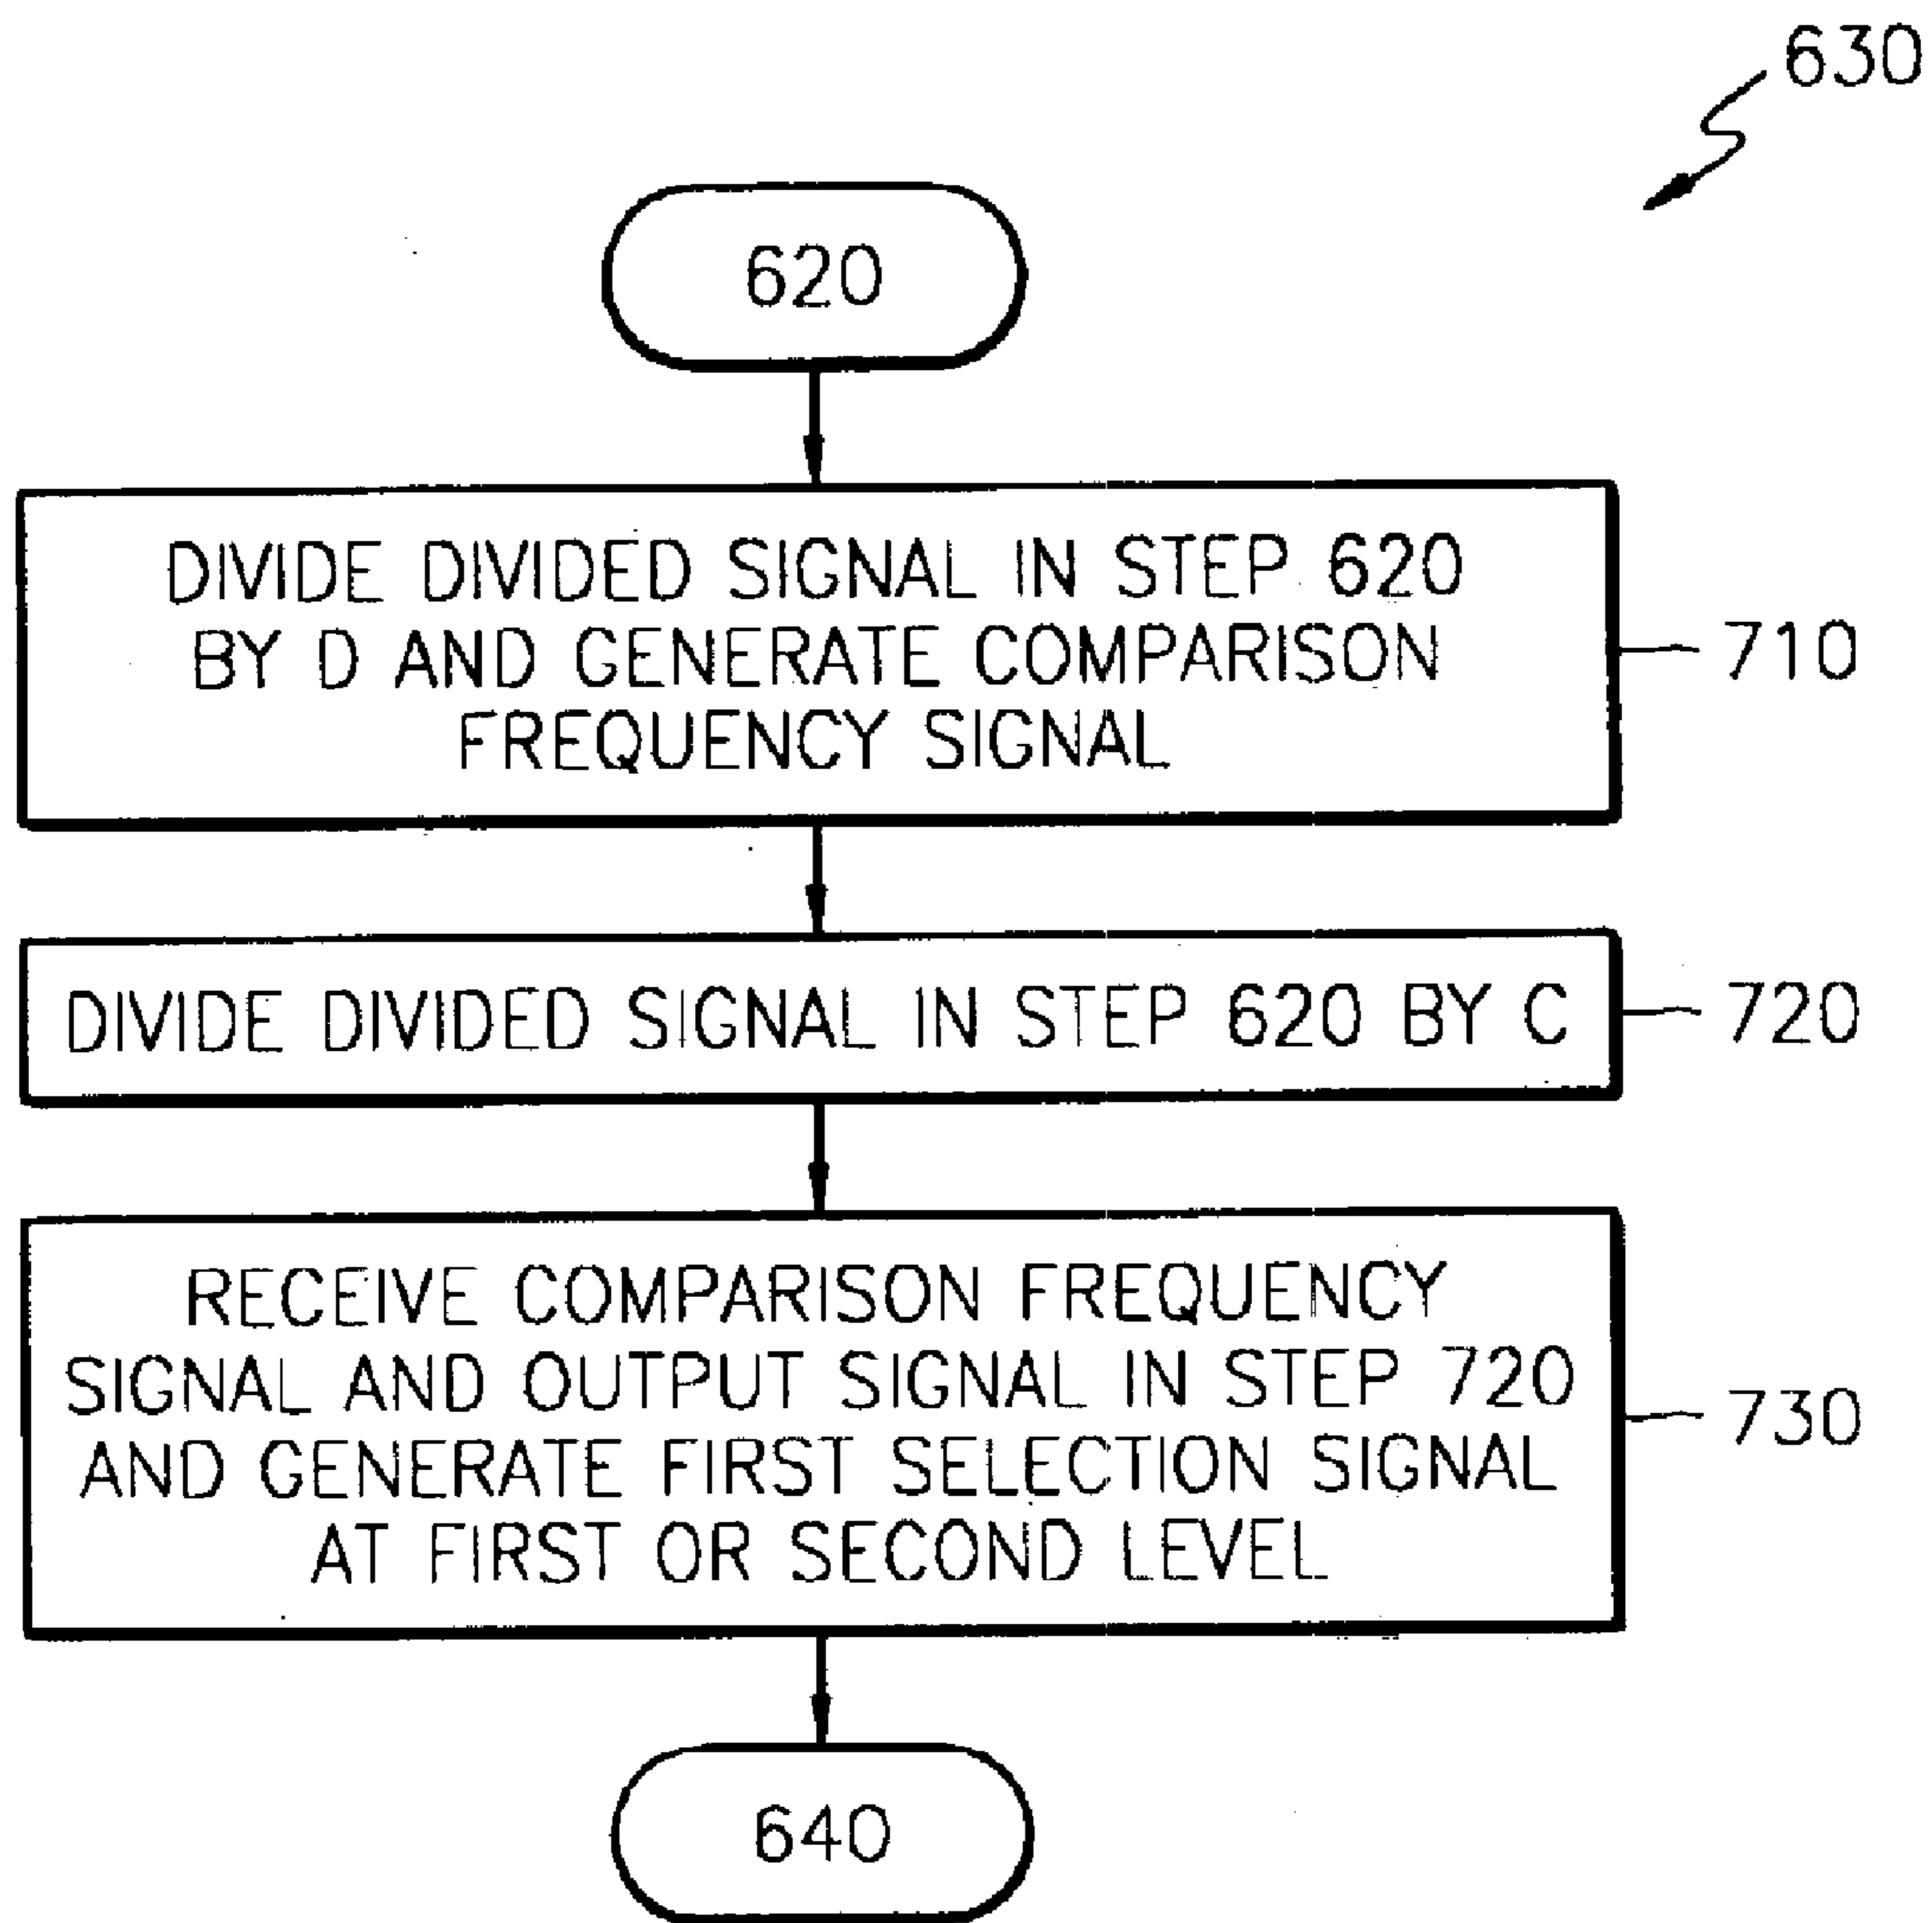 630
620
DIVIDE DIVIDED SIGNAL IN STEP 620
BY D AND GENERATE COMPARISON
FREQUENCY SIGNAL
710
DIVIDE DIVIDED SIGNAL IN STEP 620 BY C
720
RECEIVE COMPARISON FREQUENCY
SIGNAL AND OUTPUT SIGNAL IN STEP 720
AND GENERATE FIRST SELECTION SIGNAL
AT FIRST OR SECOND LEVEL
730
640